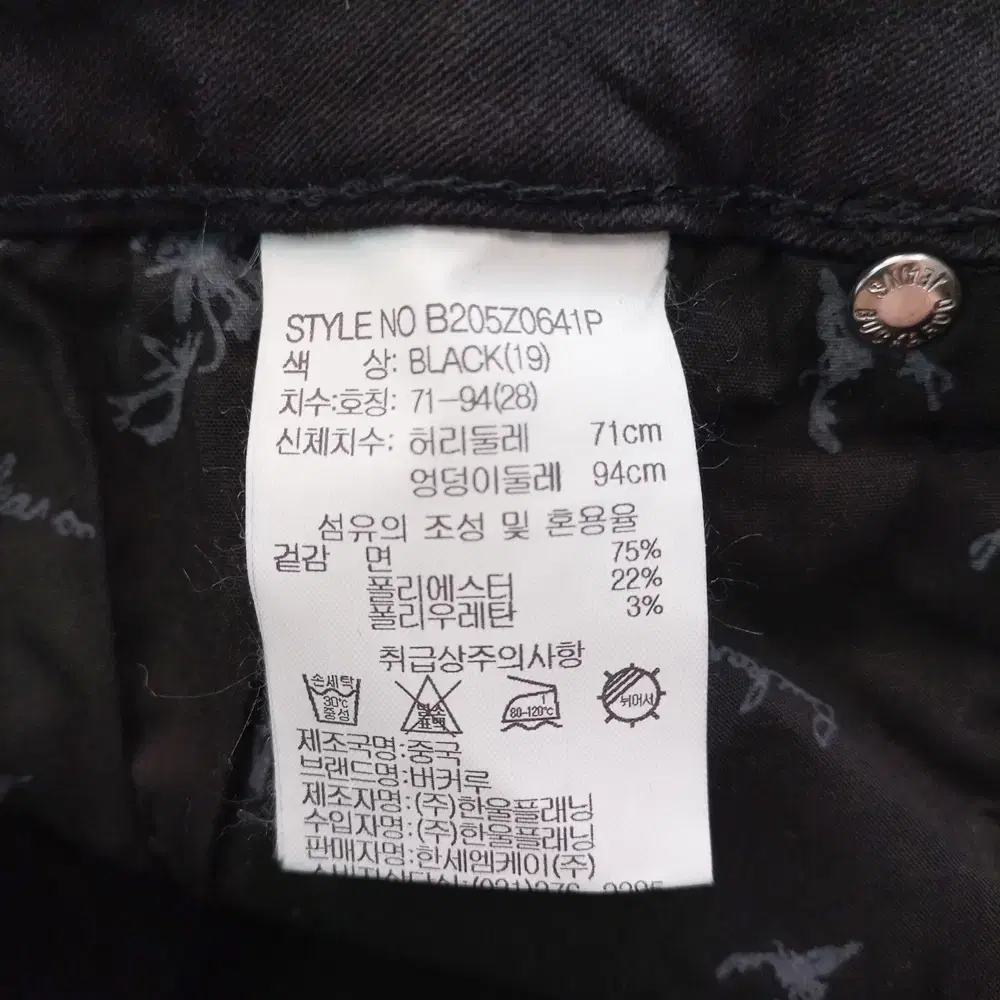 STYLE NO B205Z0641P
색 상: BLACK(19)
치수:호칭: 71-94(28)
신체치수: 허리둘레 71cm
엉덩이둘레 94cm
섬유의 조성 및 혼용율
겉감 면 75%
폴리에스터 22%
폴리우레탄 3%
취급상주의사항
손세탁 30℃ 중성
염소 표백
80-120℃
뉘어서
제조국명:중국
브랜드명:버커루
제조자명:(주)한울플래닝
수입자명:(주)한울플래닝
판매자명:한세엠케이(주)